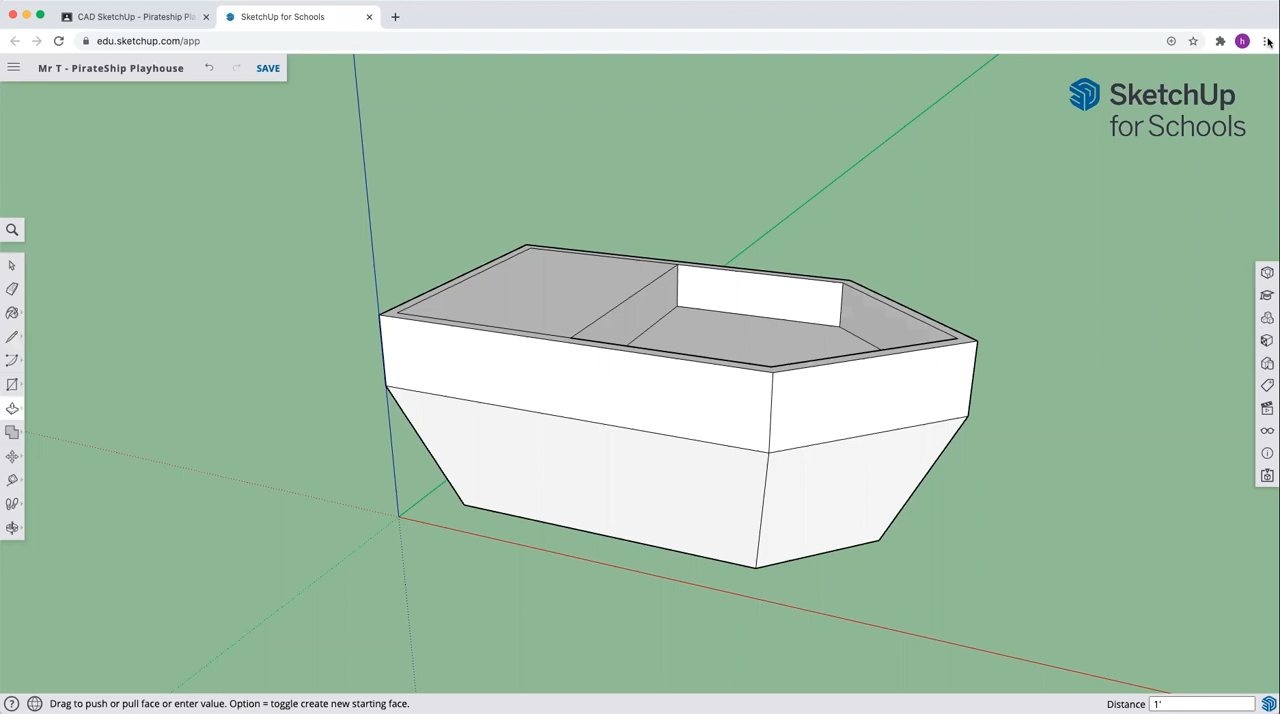 CAD SketchUp - Pirateship Pla
SketchUp for Schools
edu.sketchup.com/app
h
Mr T - PirateShip Playhouse
SAVE
SketchUp
for Schools
Drag to push or pull face or enter value. Option = toggle create new starting face.
Distance 1'